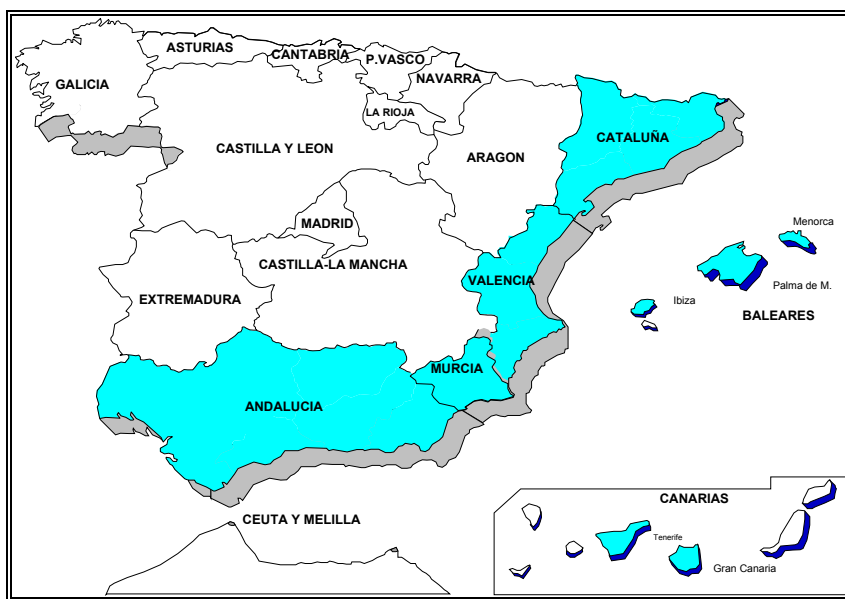 ASTURIAS
CANTABRIA
P.VASCO
GALICIA
NAVARRA
LA RIOJA
CATALUÑA
CASTILLA Y LEON
ARAGON
MADRID
Menorca
CASTILLA-LA MANCHA
VALENCIA
Palma de M.
EXTREMADURA
Ibiza
BALEARES
MURCIA
ANDALUCIA
CANARIAS
CEUTA Y MELILLA
Tenerife
Gran Canaria